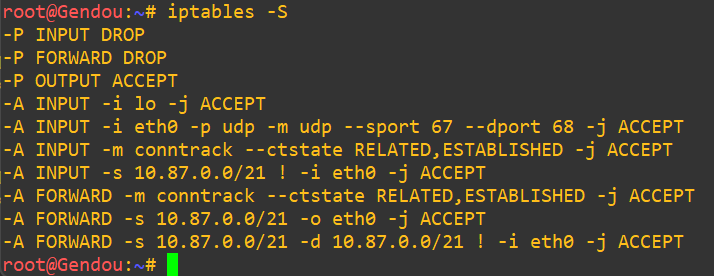 root@Gendou:~# iptables -S
-P INPUT DROP
-P FORWARD DROP
-P OUTPUT ACCEPT
-A INPUT -i lo -j ACCEPT
-A INPUT -i eth0 -p udp -m udp --sport 67 --dport 68 -j ACCEPT
-A INPUT -m conntrack --ctstate RELATED,ESTABLISHED -j ACCEPT
-A INPUT -s 10.87.0.0/21 ! -i eth0 -j ACCEPT
-A FORWARD -m conntrack --ctstate RELATED,ESTABLISHED -j ACCEPT
-A FORWARD -s 10.87.0.0/21 -o eth0 -j ACCEPT
-A FORWARD -s 10.87.0.0/21 -d 10.87.0.0/21 ! -i eth0 -j ACCEPT
root@Gendou:~#